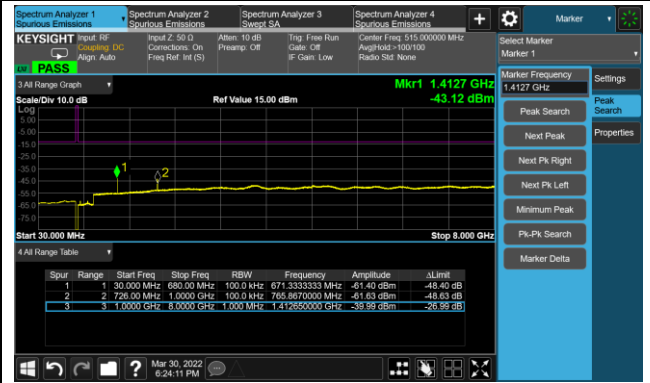 Spectrum Analyzer 1
Spurious Emissions
Spectrum Analyzer 2
Spurious Emissions
Spectrum Analyzer 3
Swept SA
Spectrum Analyzer 4
Spurious Emissions
+
Marker
KEYSIGHT
Input: RF
Coupling: DC
Align: Auto
Input Z: 50 Ω
Corrections: On
Freq Ref: Int (S)
Atten: 10 dB
Preamp: Off
Trig: Free Run
Gate: Off
IF Gain: Low
Center Freq: 515.000000 MHz
Avg|Hold:>100/100
Radio Std: None
PASS
Select Marker
Marker 1
3 All Range Graph
Mkr1 1.4127 GHz
-43.12 dBm
Scale/Div 10.0 dB
Ref Value 15.00 dBm
Log
5.00
-5.00
-15.0
-25.0
-35.0
-45.0
-55.0
-65.0
-75.0
1
2
Start 30.000 MHz
Stop 8.000 GHz
4 All Range Table
Spur Range Start Freq Stop Freq RBW Frequency Amplitude ΔLimit
1 1 30.000 MHz 680.00 MHz 100.0 kHz 671.3333333 MHz -61.40 dBm -48.40 dB
2 2 726.00 MHz 1.0000 GHz 100.0 kHz 765.8670000 MHz -61.63 dBm -48.63 dB
3 3 1.0000 GHz 8.0000 GHz 1.000 MHz 1.412650000 GHz -39.99 dBm -26.99 dB
Marker Frequency
1.4127 GHz
Peak Search
Next Peak
Next Pk Right
Next Pk Left
Minimum Peak
Pk-Pk Search
Marker Delta
Settings
Peak
Search
Properties
?
Mar 30, 2022
6:24:11 PM